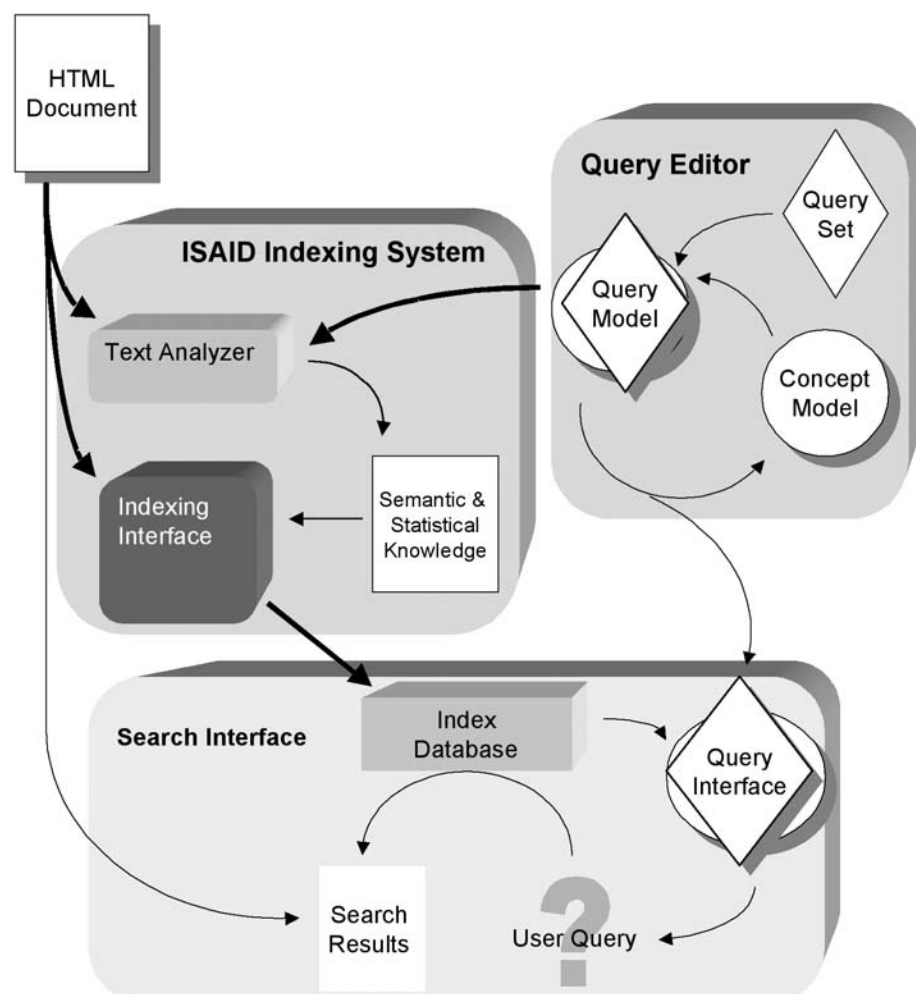 HTML
Document
Query Editor
Query
Set
ISAID Indexing System
Query
Model
Text Analyzer
Concept
Model
Indexing
Interface
Semantic &
Statistical
Knowledge
Search Interface
Index
Database
Query
Interface
Search
Results
User Query
?